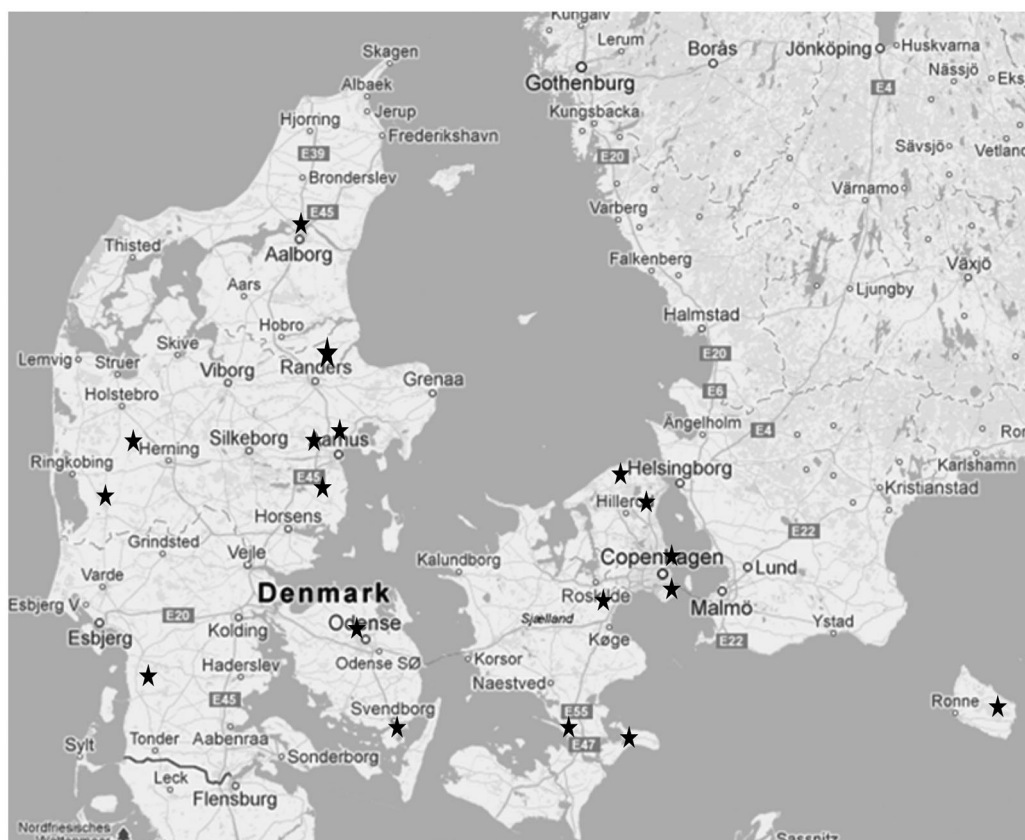 Kungälv
Skagen
Lerum
Borås
Jönköping
Huskvarna
Nässjö
Eks
Gothenburg
Albaek
E4
Jerup
Kungsbacka
Hjorring
Frederikshavn
Sävsjö
Vetland
E39
E20
Bronderslev
Värnamo
Varberg
E45
Thisted
Aalborg
Falkenberg
Växjö
Aars
Ljungby
Halmstad
Hobro
Skive
E20
Lemvig
Struer
Viborg
Randers
Grenaa
E6
Holstebro
Ängelholm
E4
Silkeborg
Herning
Ringkobing
Helsingborg
Karlshamn
E45
Kristianstad
Horsens
E22
Grindsted
Vejle
Kalundborg
Copenhagen
Lund
Varde
Denmark
Malmö
Esbjerg V
E20
Odense
Sjælland
Ystad
Esbjerg
Kolding
Køge
E22
Odense SØ
Korsor
Haderslev
Naestved
E45
Svendborg
E55
Ronne
Sylt
Tonder
Aabenraa
E47
Sonderborg
Leck
Flensburg
Nordfriesisches
Sassnitz